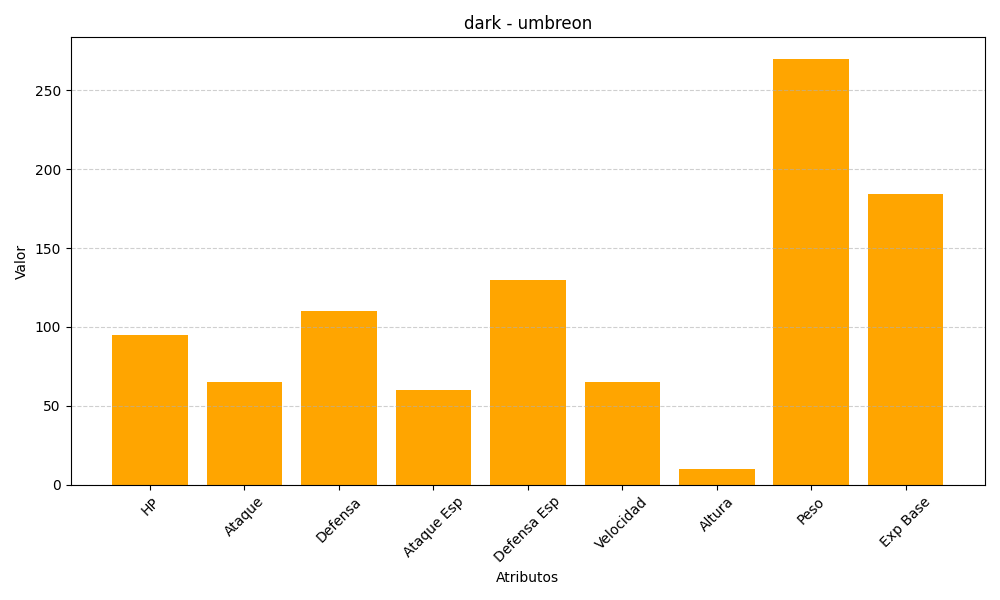 dark - umbreon
Valor
250
200
150
100
50
0
HP
Ataque
Defensa
Ataque Esp
Defensa Esp
Velocidad
Altura
Peso
Exp Base
Atributos